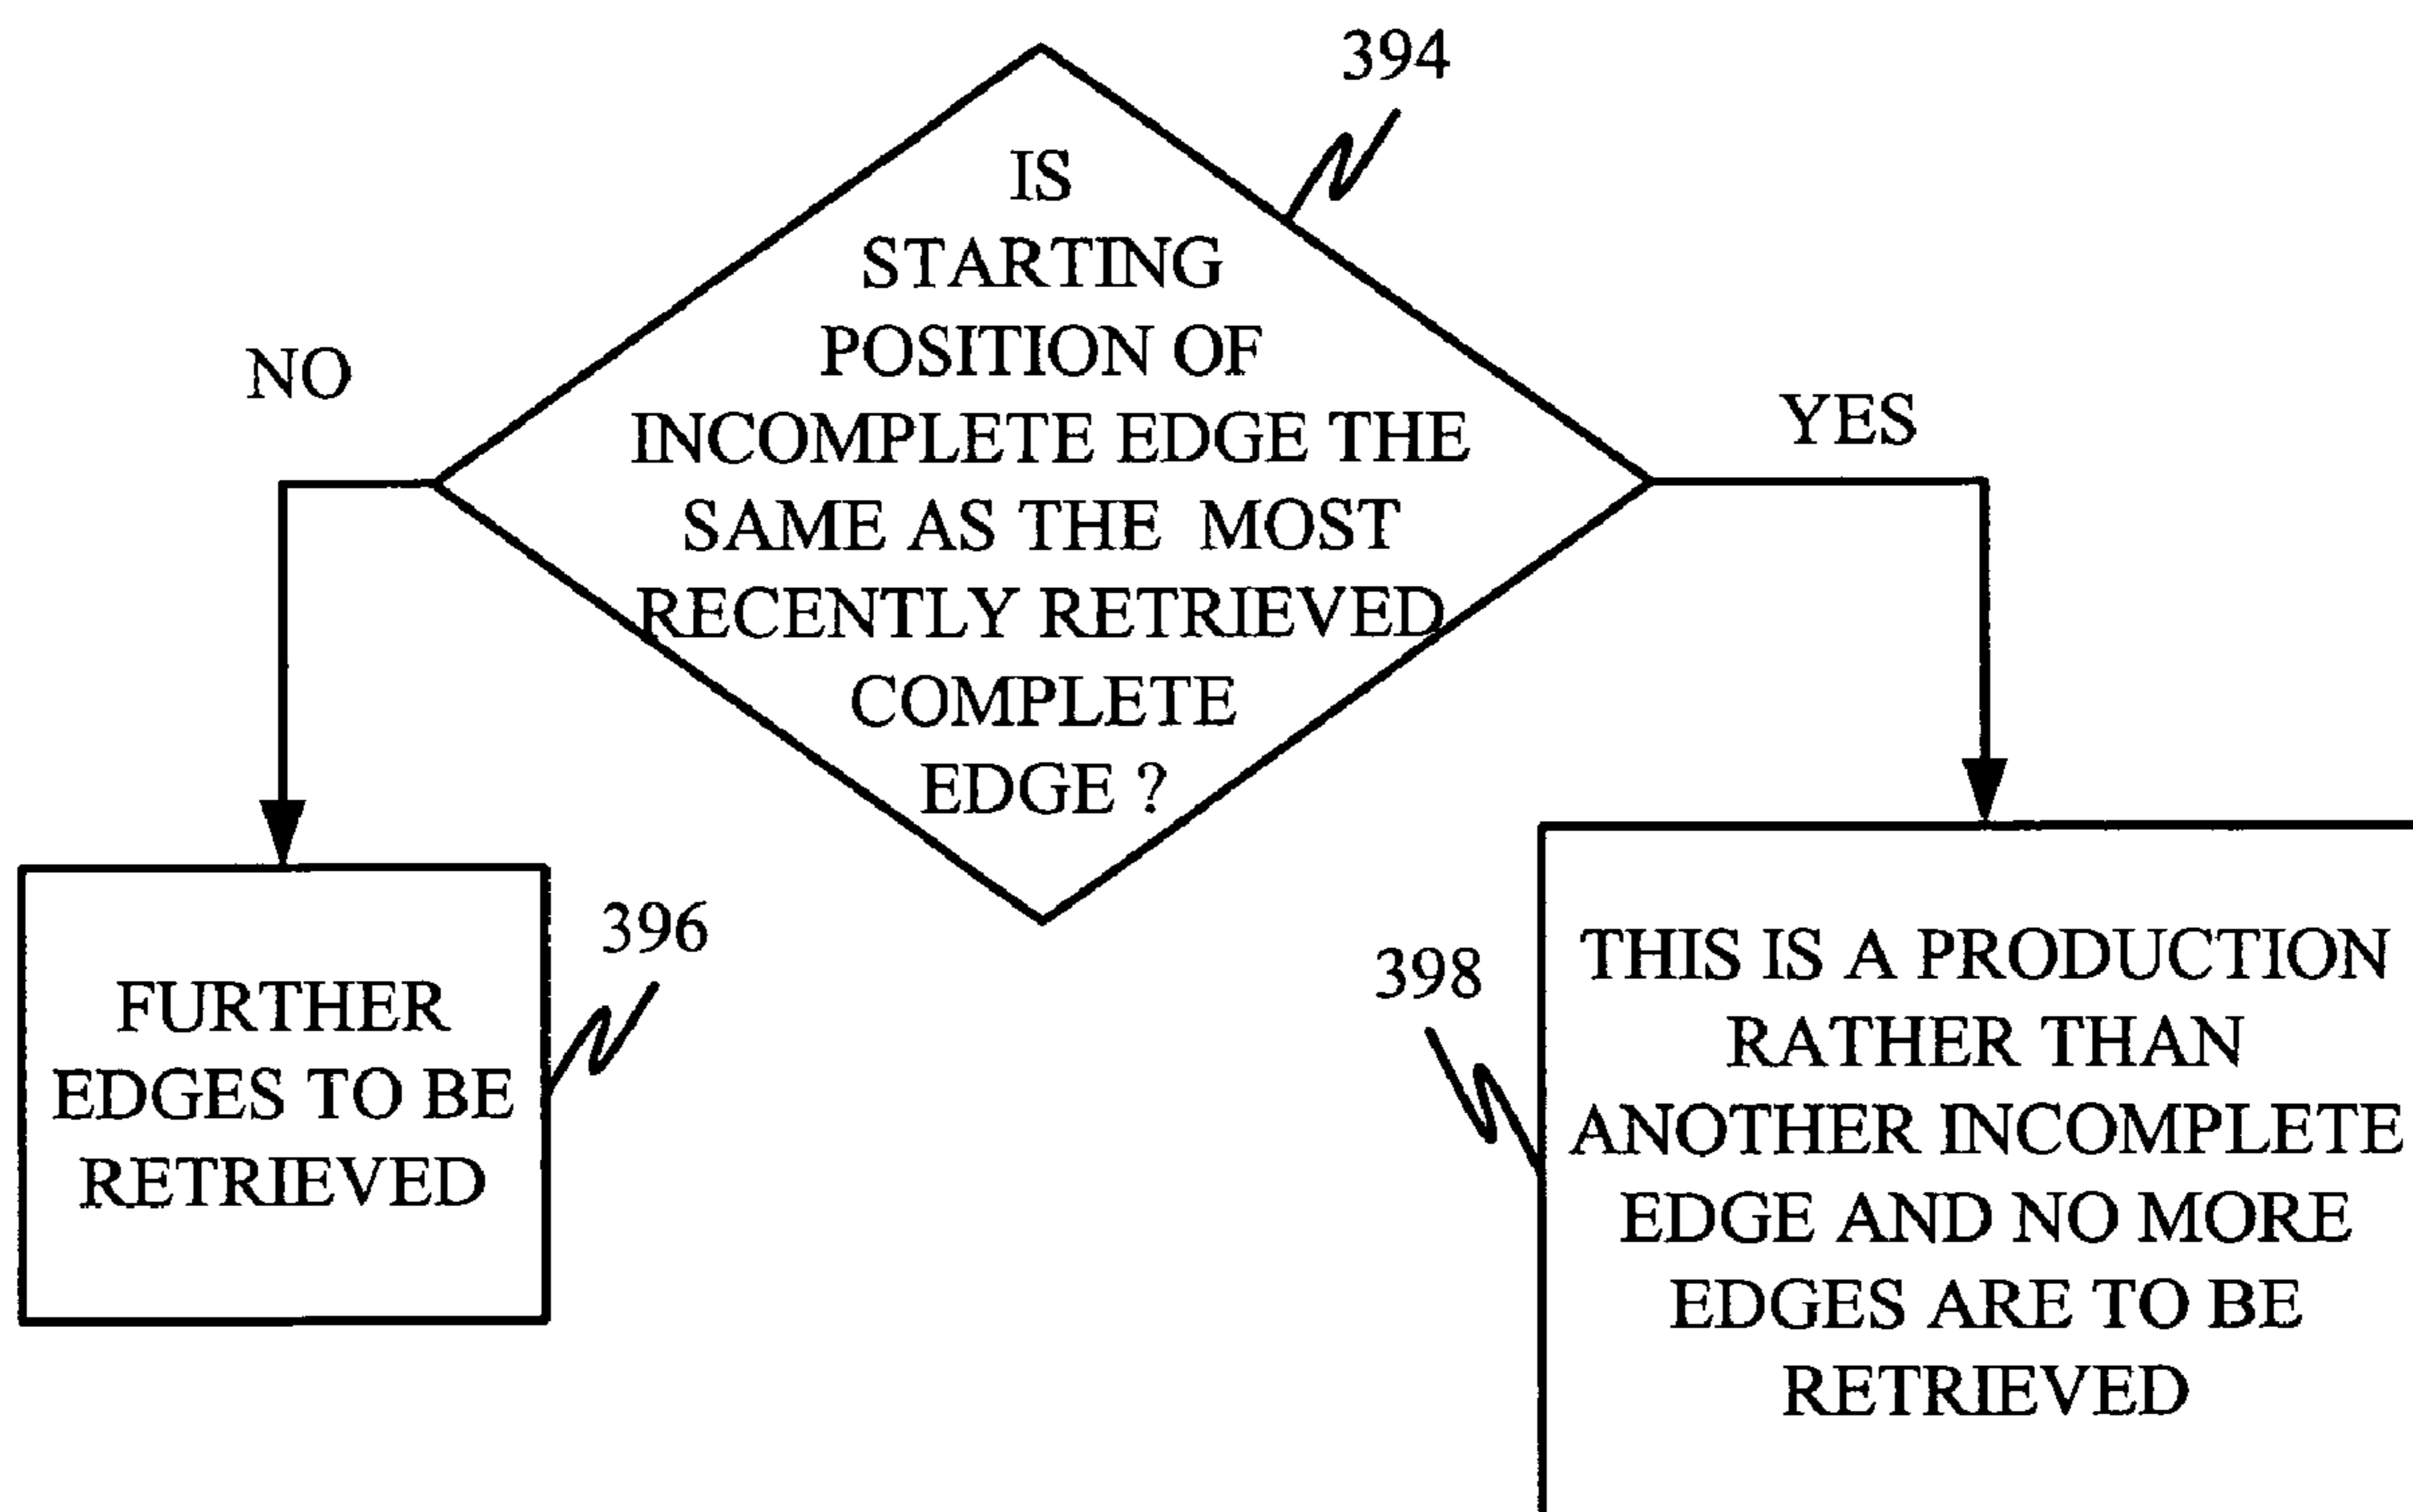 394
IS
STARTING
POSITION OF
INCOMPLETE EDGE THE
SAME AS THE MOST
RECENTLY RETRIEVED
COMPLETE
EDGE ?
NO
YES
396
FURTHER
EDGES TO BE
RETRIEVED
398
THIS IS A PRODUCTION
RATHER THAN
ANOTHER INCOMPLETE
EDGE AND NO MORE
EDGES ARE TO BE
RETRIEVED